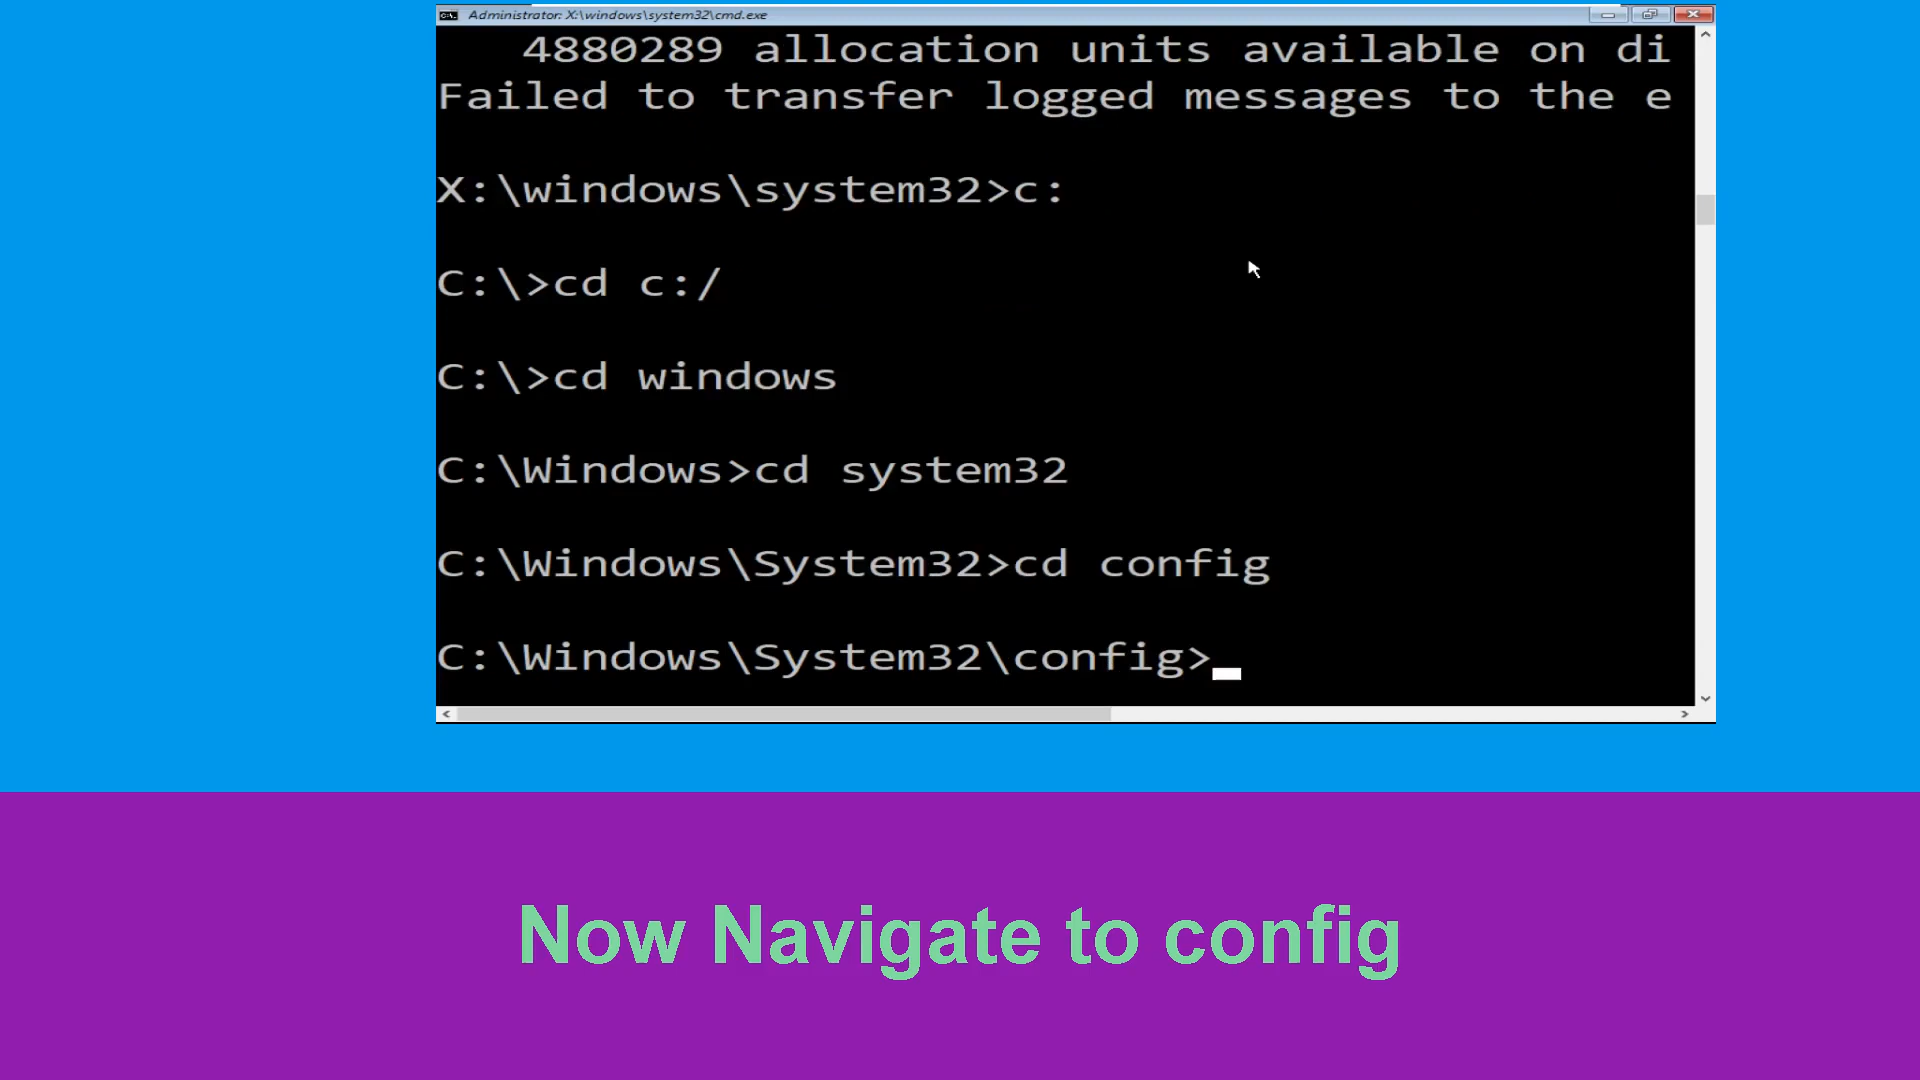 Administrator: X:\windows\system32\cmd.exe
4880289 allocation units available on di
Failed to transfer logged messages to the e
X:\windows\system32>c:
C:\>cd c:/
C:\>cd windows
C:\Windows>cd system32
C:\Windows\System32>cd config
C:\Windows\System32\config>
Now Navigate to config